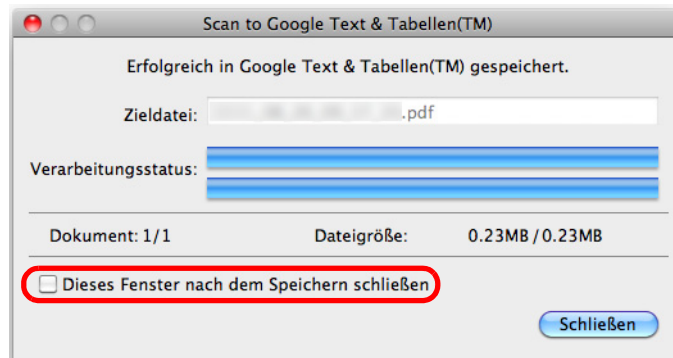 Scan to Google Text & Tabellen(TM)
Erfolgreich in Google Text & Tabellen(TM) gespeichert.
Zieldatei: .pdf
Verarbeitungsstatus:
Dokument: 1/1 Dateigröße: 0.23MB/0.23MB
Dieses Fenster nach dem Speichern schließen
Schließen